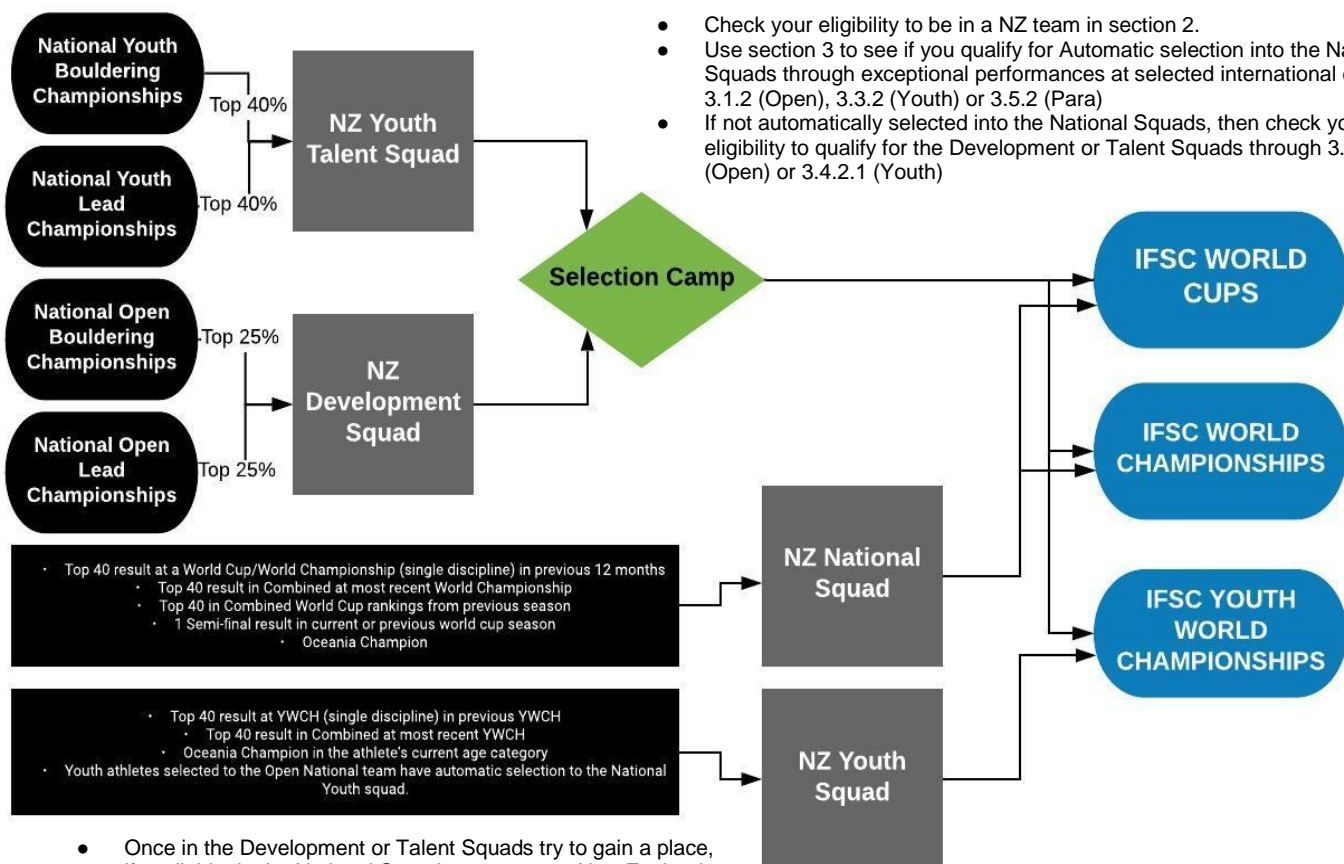 ● Check your eligibility to be in a NZ team in section 2.
● Use section 3 to see if you qualify for Automatic selection into the
Squads through exceptional performances at selected international
3.1.2 (Open), 3.3.2 (Youth) or 3.5.2 (Para)
● If not automatically selected into the National Squads, then check
eligibility to qualify for the Development or Talent Squads through 3.
(Open) or 3.4.2.1 (Youth)
National Youth
Bouldering
Championships
Top 40%
National Youth
Lead
Championships
Top 40%
NZ Youth
Talent Squad
National Open
Bouldering
Championships
Top 25%
National Open
Lead
Championships
Top 25%
NZ
Development
Squad
Selection Camp
IFSC WORLD
CUPS
IFSC WORLD
CHAMPIONSHIPS
IFSC YOUTH
WORLD
CHAMPIONSHIPS
· Top 40 result at a World Cup/World Championship (single discipline) in previous 12 months
· Top 40 result in Combined at most recent World Championship
· Top 40 in Combined World Cup rankings from previous season
· 1 Semi-final result in current or previous world cup season
· Oceania Champion
NZ National
Squad
· Top 40 result at YWCH (single discipline) in previous YWCH
· Top 40 result in Combined at most recent YWCH
· Oceania Champion in the athlete's current age category
· Youth athletes selected to the Open National team have automatic selection to the National
Youth squad.
NZ Youth
Squad
● Once in the Development or Talent Squads try to gain a place,